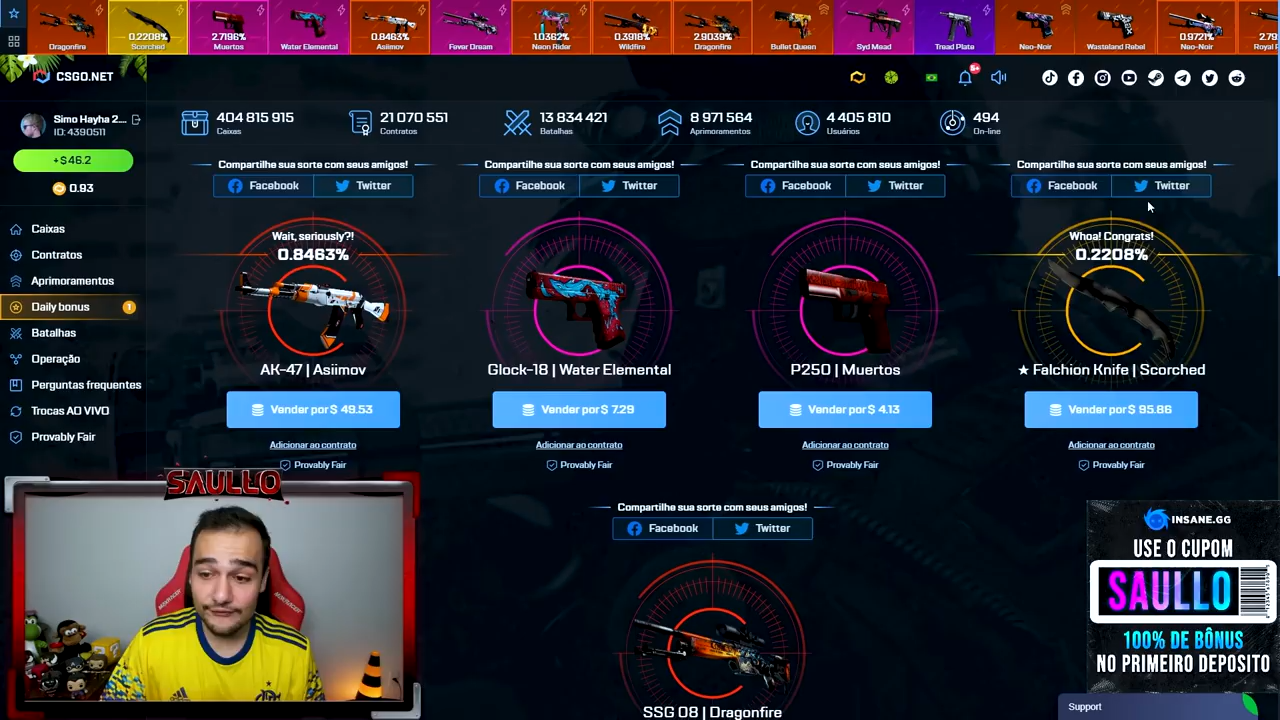 Dragonfire
0.2208%
Scorched
2.7196%
Muertos
Water Elemental
0.8463%
Asiimov
Fever Dream
1.0362%
Neon Rider
0.3918%
Wildfire
2.9039%
Dragonfire
Bullet Queen
Syd Mead
Tread Plate
Neo-Noir
Wasteland Rebel
0.9721%
Neo-Noir
2.79
Royal P
CSGO.NET
5+
Simo Hayha 2....
ID: 4390511
+$46.2
0.93
404 815 915
Caixas
21 070 551
Contratos
13 834 421
Batalhas
8 971 564
Aprimoramentos
4 405 810
Usuários
494
On-line
Caixas
Contratos
Aprimoramentos
Daily bonus 1
Batalhas
Operação
Perguntas frequentes
Trocas AO VIVO
Provably Fair
Compartilhe sua sorte com seus amigos!
Facebook Twitter
Wait, seriously?!
0.8463%
AK-47 | Asiimov
Vender por $ 49.53
Adicionar ao contrato
Provably Fair
Compartilhe sua sorte com seus amigos!
Facebook Twitter
Glock-18 | Water Elemental
Vender por $ 7.29
Adicionar ao contrato
Provably Fair
Compartilhe sua sorte com seus amigos!
Facebook Twitter
P250 | Muertos
Vender por $ 4.13
Adicionar ao contrato
Provably Fair
Compartilhe sua sorte com seus amigos!
Facebook Twitter
Whoa! Congrats!
0.2208%
★ Falchion Knife | Scorched
Vender por $ 95.86
Adicionar ao contrato
Provably Fair
Compartilhe sua sorte com seus amigos!
Facebook Twitter
SSG 08 | Dragonfire
SAULLO
INSANE.GG
USE O CUPOM
SAULLO
100% DE BÔNUS
NO PRIMEIRO DEPOSITO
Support